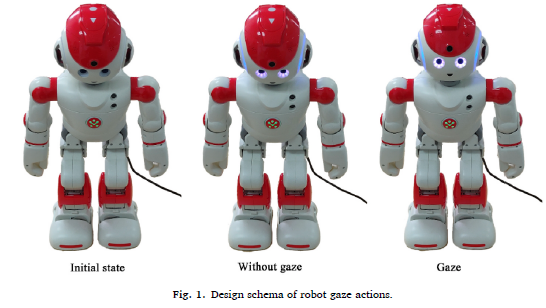 Initial state
Without gaze
Gaze
Fig. 1. Design schema of robot gaze actions.